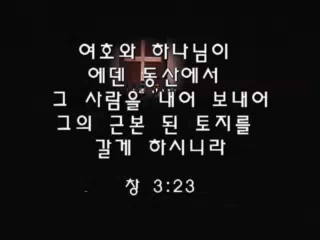 여호와 하나님이
에덴 동산에서
그 사람을 내어 보내어
그의 근본 된 토지를
갈게 하시니라
창 3:23